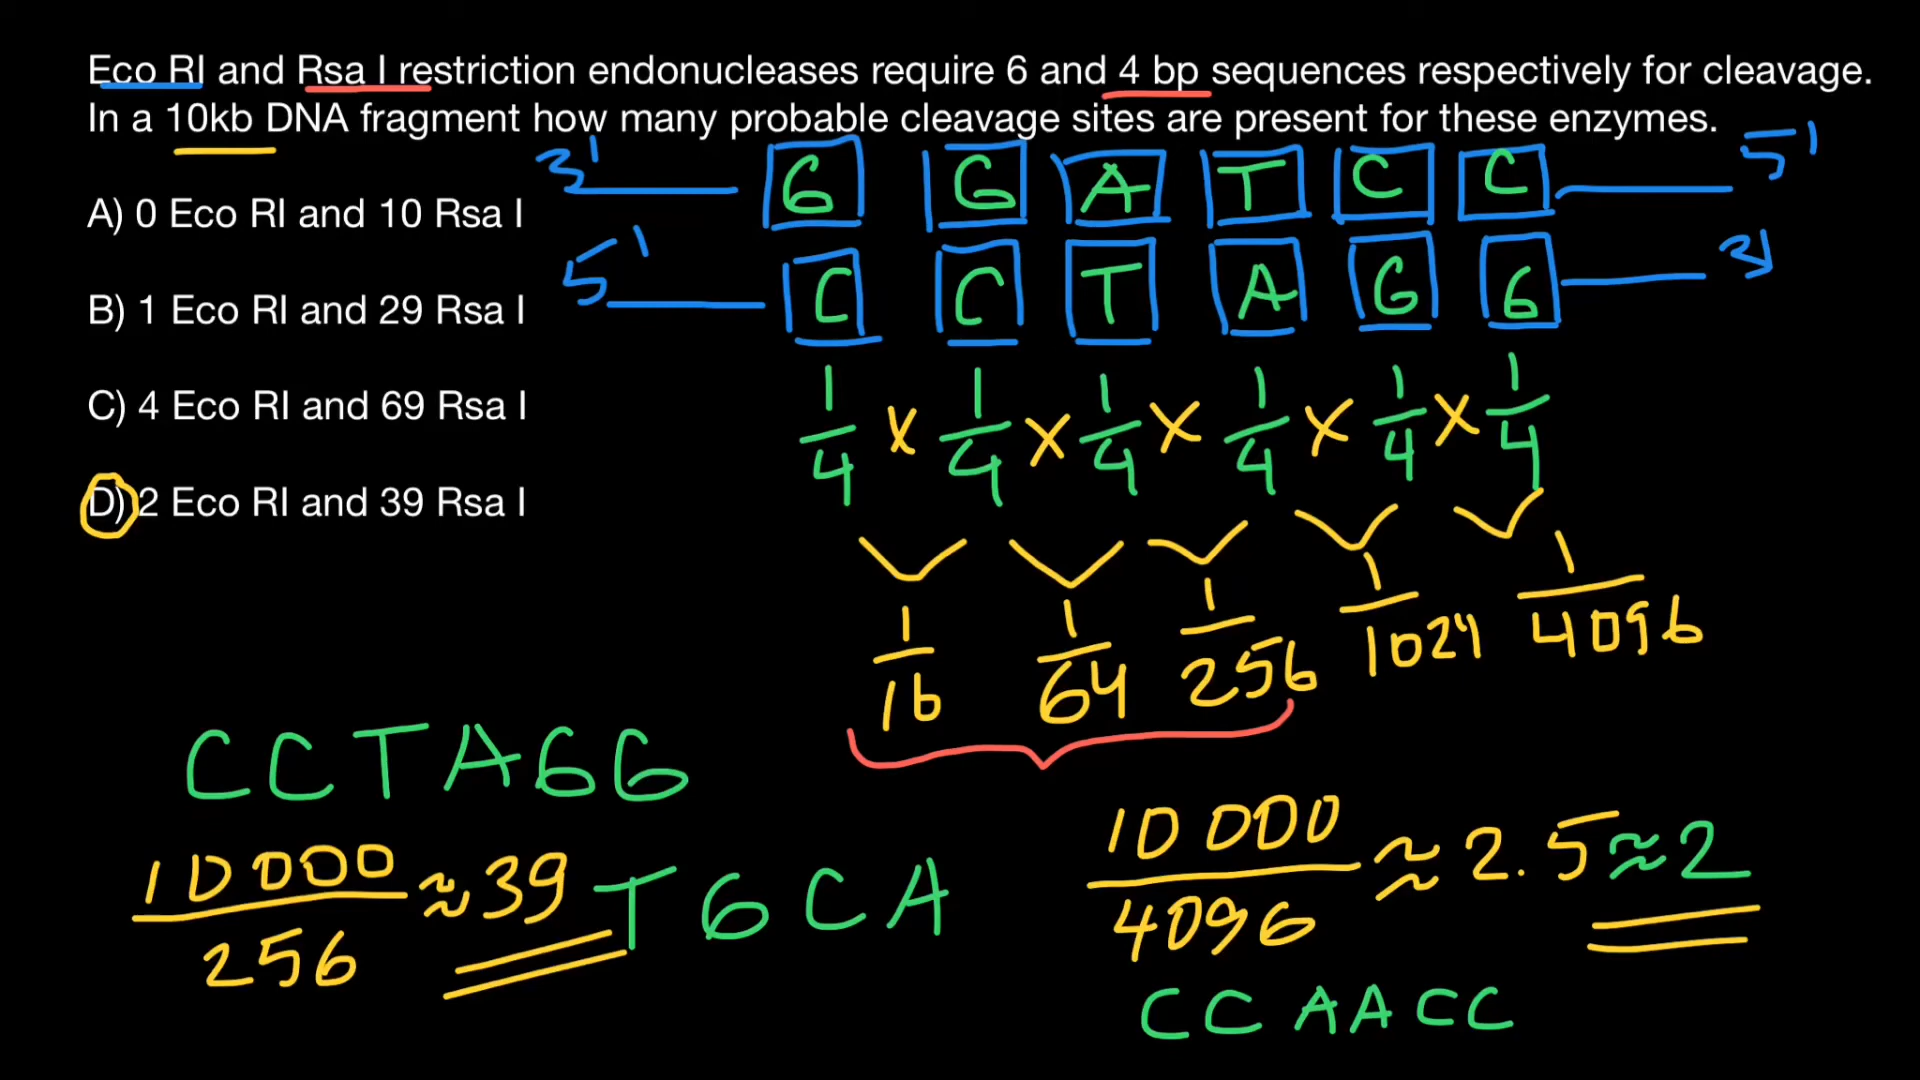 Eco RI and Rsa I restriction endonucleases require 6 and 4 bp sequences respectively for cleavage.
In a 10kb DNA fragment how many probable cleavage sites are present for these enzymes.
3' G G A T C C 5'
A) 0 Eco RI and 10 Rsa I
5' C C T A G G 3'
B) 1 Eco RI and 29 Rsa I
C) 4 Eco RI and 69 Rsa I
1/4 × 1/4 × 1/4 × 1/4 × 1/4 × 1/4
D) 2 Eco RI and 39 Rsa I
1/16 1/64 1/256 1/1024 1/4096
CCTAGG
10000/256 ≈ 39
TGCA
10000/4096 ≈ 2.5 ≈ 2
CCAACC